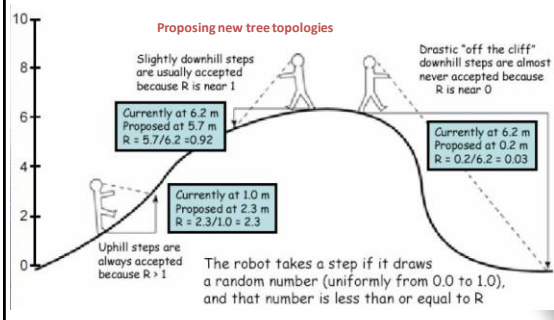 Proposing new tree topologies
10
8
6
4
2
0
Slightly downhill steps
are usually accepted
because R is near 1
Drastic “off the cliff”
downhill steps are almost
never accepted because
R is near 0
Currently at 6.2 m
Proposed at 5.7 m
R = 5.7/6.2 =0.92
Currently at 6.2 m
Proposed at 0.2 m
R = 0.2/6.2 = 0.03
Currently at 1.0 m
Proposed at 2.3 m
R = 2.3/1.0 = 2.3
Uphill steps are
always accepted
because R > 1
The robot takes a step if it draws
a random number (uniformly from 0.0 to 1.0),
and that number is less than or equal to R